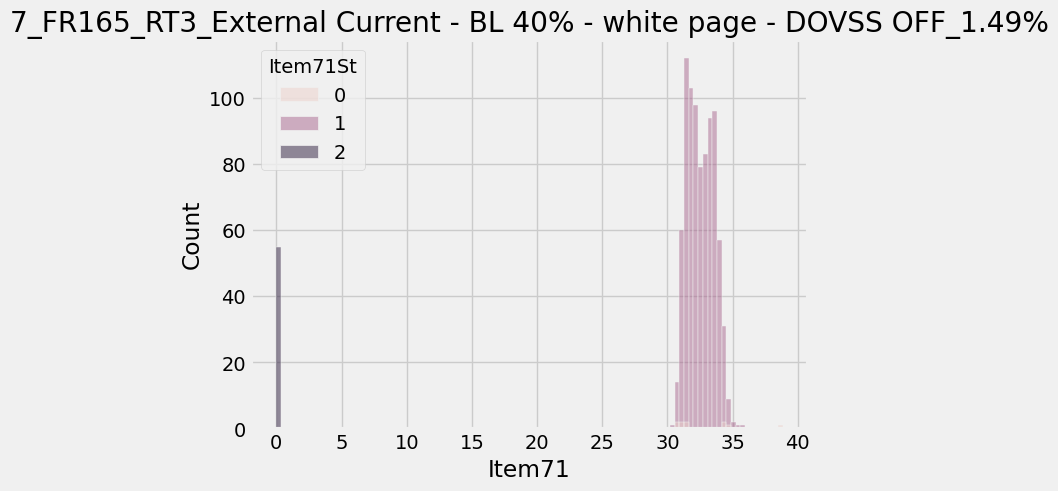 7_FR165_RT3_External Current - BL 40% - white page - DOVSS OFF_1.49%
Item71St
0
1
2
100
80
60
40
20
0
Count
0 5 10 15 20 25 30 35 40
Item71